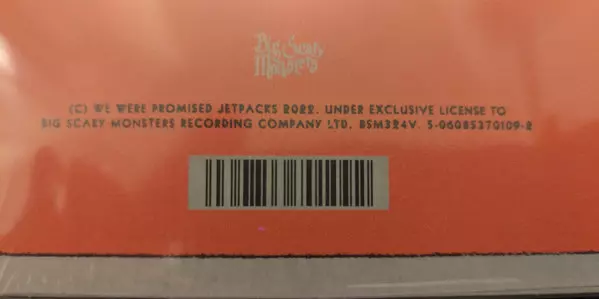 Big Scary
Monsters
(C) WE WERE PROMISED JETPACKS 2022. UNDER EXCLUSIVE LICENSE TO
BIG SCARY MONSTERS RECORDING COMPANY LTD. BSM324V. 5-06085370109-2